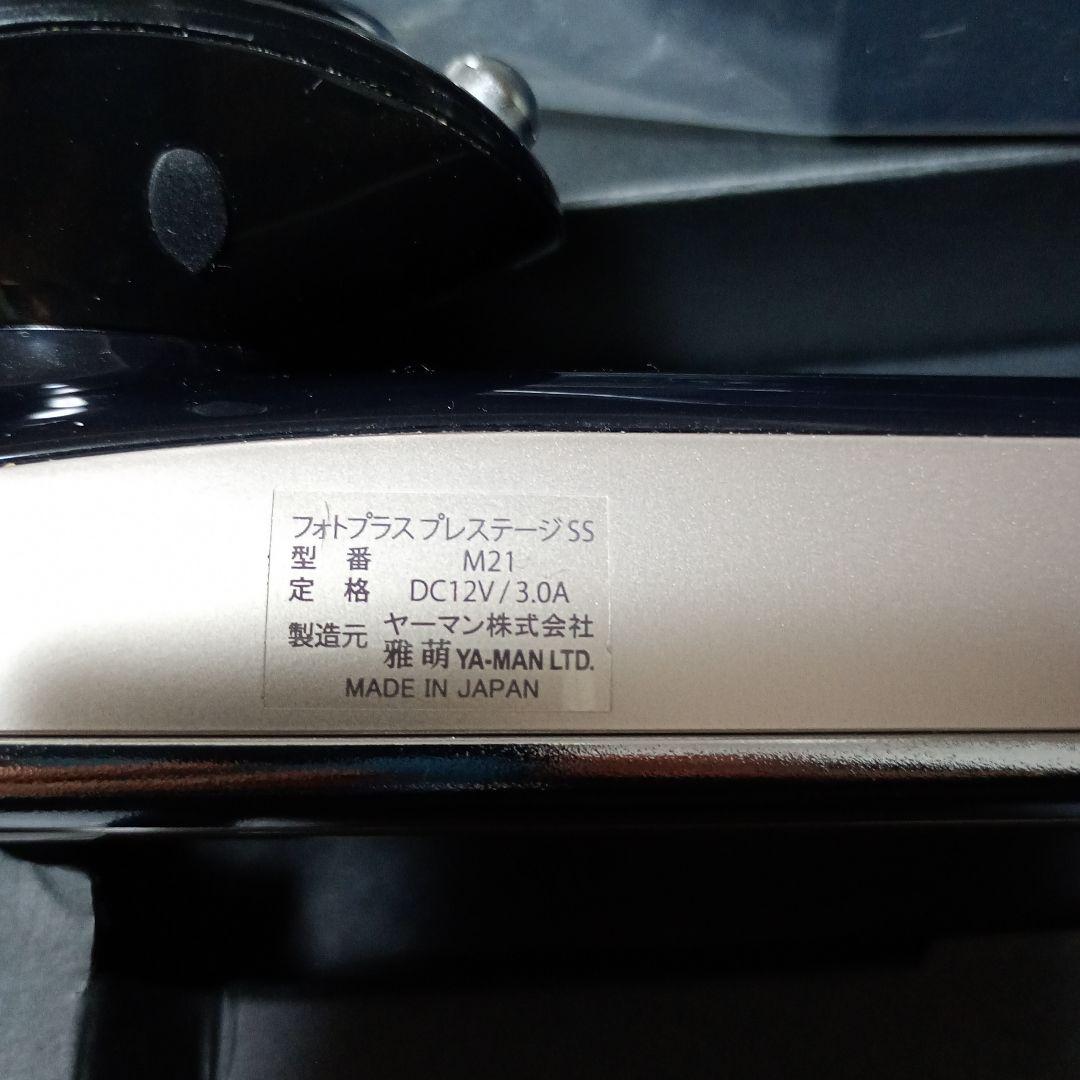 フォトプラス プレステージ SS
型 番 M21
定 格 DC12V / 3.0A
製造元 ヤーマン株式会社
雅萌 YA-MAN LTD.
MADE IN JAPAN